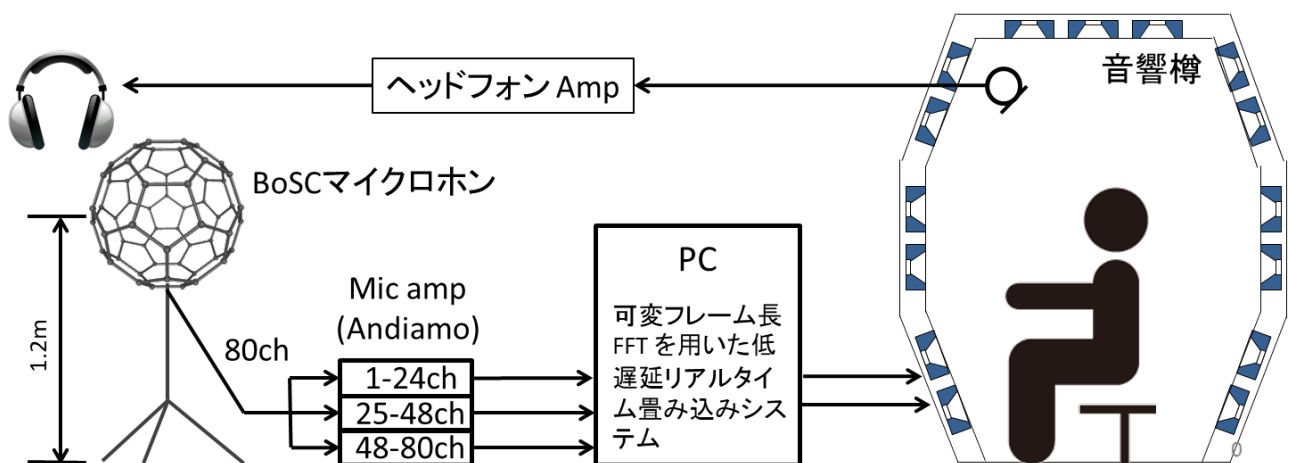 ヘッドフォン Amp
音響樽
BoSCマイクロホン
1.2m
80ch
Mic amp
(Andiamo)
1-24ch
25-48ch
48-80ch
PC
可変フレーム長
FFT を用いた低
遅延リアルタイ
ム畳み込みシス
テム
0